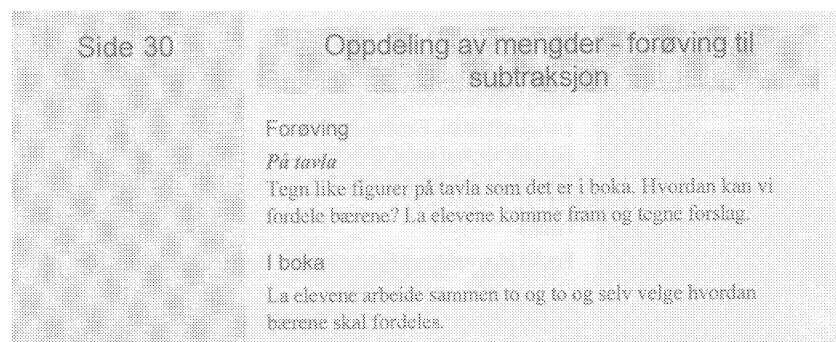 Side 30
Oppdeling av mengder - forøving til
subtraksjon
Forøving
På tavla
Tegn like figurer på tavla som det er i boka. Hvordan kan vi
fordele bærene? La elevene komme fram og tegne forslag.
I boka
La elevene arbeide sammen to og to og selv velge hvordan
bærene skal fordeles.